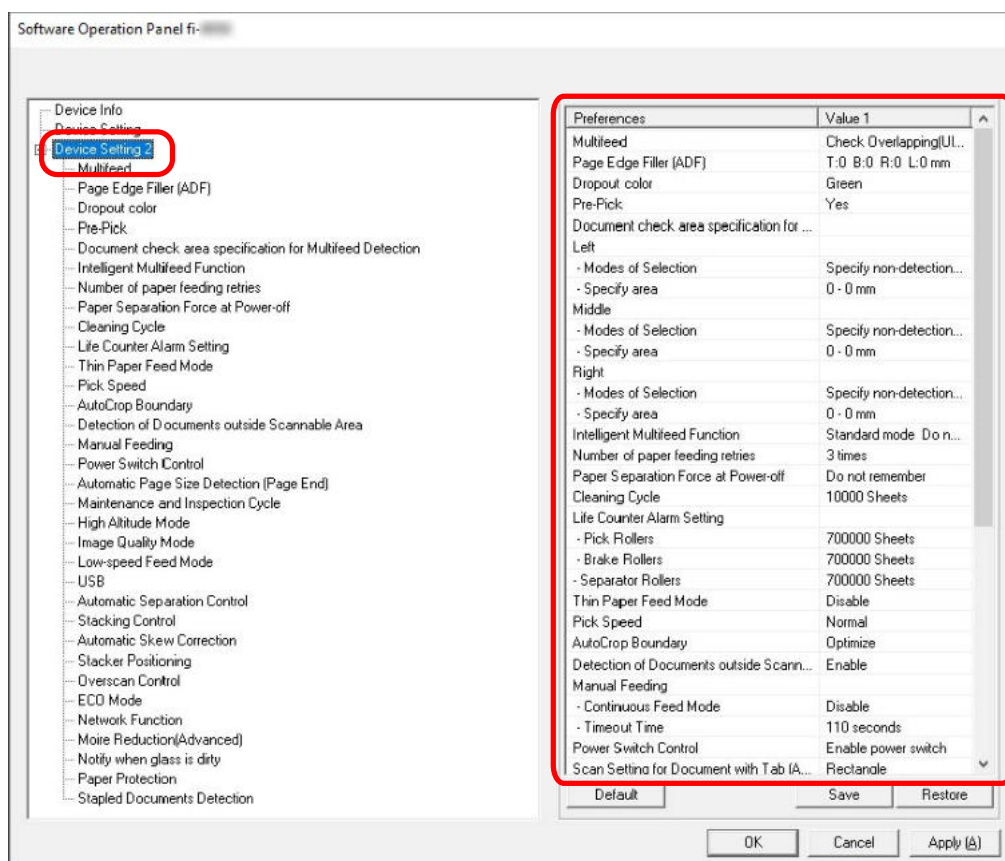 Software Operation Panel fi-
Device Info
Device Setting
Device Setting 2
Multifeed
Page Edge Filler (ADF)
Dropout color
Pre-Pick
Document check area specification for Multifeed Detection
Intelligent Multifeed Function
Number of paper feeding retries
Paper Separation Force at Power-off
Cleaning Cycle
Life Counter Alarm Setting
Thin Paper Feed Mode
Pick Speed
AutoCrop Boundary
Detection of Documents outside Scannable Area
Manual Feeding
Power Switch Control
Automatic Page Size Detection (Page End)
Maintenance and Inspection Cycle
High Altitude Mode
Image Quality Mode
Low-speed Feed Mode
USB
Automatic Separation Control
Stacking Control
Automatic Skew Correction
Stacker Positioning
Overscan Control
ECO Mode
Network Function
Moire Reduction(Advanced)
Notify when glass is dirty
Paper Protection
Stapled Documents Detection
Preferences Value 1
Multifeed Check Overlapping(Ul...
Page Edge Filler (ADF) T:0 B:0 R:0 L:0 mm
Dropout color Green
Pre-Pick Yes
Document check area specification for ...
Left
- Modes of Selection Specify non-detection...
- Specify area 0 - 0 mm
Middle
- Modes of Selection Specify non-detection...
- Specify area 0 - 0 mm
Right
- Modes of Selection Specify non-detection...
- Specify area 0 - 0 mm
Intelligent Multifeed Function Standard mode Do n...
Number of paper feeding retries 3 times
Paper Separation Force at Power-off Do not remember
Cleaning Cycle 10000 Sheets
Life Counter Alarm Setting
- Pick Rollers 700000 Sheets
- Brake Rollers 700000 Sheets
- Separator Rollers 700000 Sheets
Thin Paper Feed Mode Disable
Pick Speed Normal
AutoCrop Boundary Optimize
Detection of Documents outside Scann... Enable
Manual Feeding
- Continuous Feed Mode Disable
- Timeout Time 110 seconds
Power Switch Control Enable power switch
Scan Setting for Document with Tab (A... Rectangle
Default Save Restore
OK Cancel Apply (A)